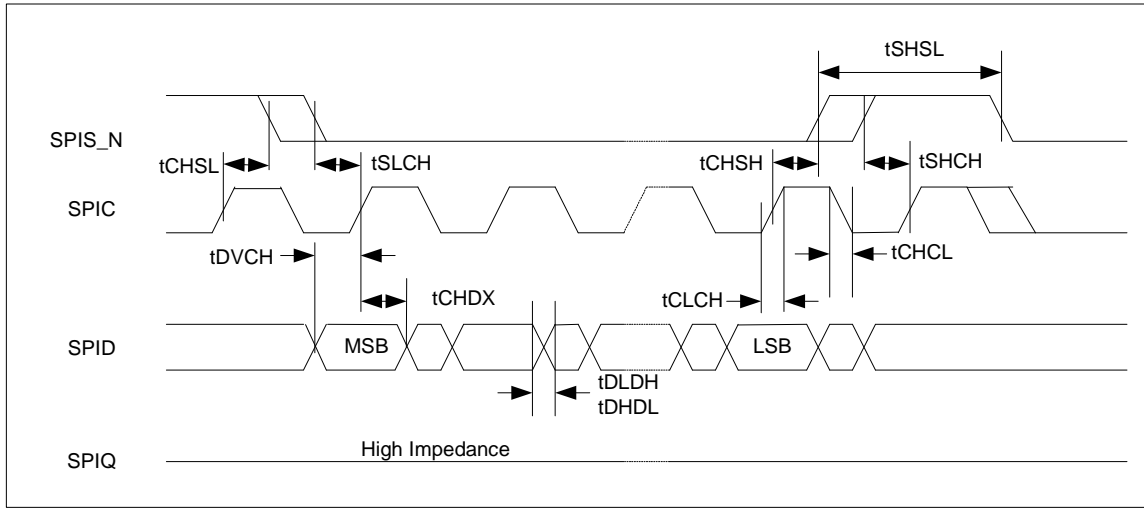 tSHSL
SPIS_N
tCHSL
tSLCH
tCHSH
tSHCH
SPIC
tDVCH
tCHCL
tCHDX
tCLCH
SPID
MSB
LSB
tDLDH
tDHDL
High Impedance
SPIQ